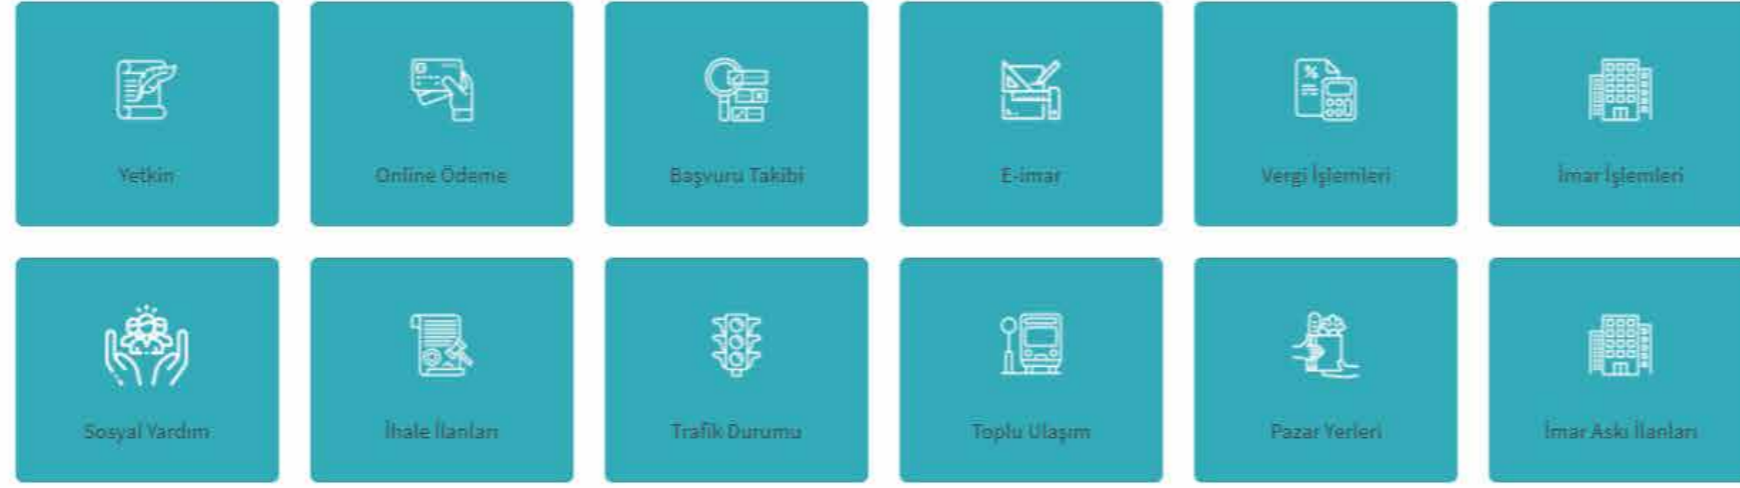 Yetkin
Online Ödeme
Başvuru Takibi
E-imar
Vergi İşlemleri
İmar İşlemleri
Sosyal Yardım
İhale İlanları
Trafik Durumu
Toplu Ulaşım
Pazar Yerleri
İmar Askı İlanları